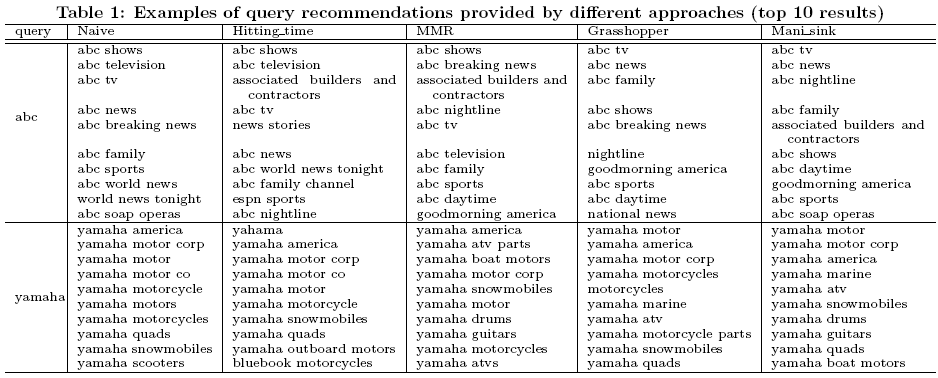 Table 1: Examples of query recommendations provided by different approaches (top 10 results)
query Naive Hitting_time MMR Grasshopper Mani_sink
abc shows abc shows abc shows abc tv abc tv
abc television abc television abc breaking news abc news abc news
abc tv associated builders and associated builders and abc family abc nightline
contractors contractors
abc abc news abc tv abc nightline abc shows abc family
abc breaking news news stories abc tv abc breaking news associated builders and
contractors
abc family abc news abc television nightline abc shows
abc sports abc world news tonight abc family goodmorning america abc daytime
abc world news abc family channel abc sports abc sports goodmorning america
world news tonight espn sports abc daytime abc daytime abc sports
abc soap operas abc nightline goodmorning america national news abc soap operas
yamaha america yahama yamaha america yamaha motor yamaha motor
yamaha motor corp yamaha america yamaha atv parts yamaha america yamaha motor corp
yamaha motor yamaha motor corp yamaha boat motors yamaha motor corp yamaha america
yamaha motor co yamaha motor co yamaha motor corp yamaha motorcycles yamaha marine
yamaha yamaha motorcycle yamaha motor yamaha snowmobiles motorcycles yamaha atv
yamaha motors yamaha motorcycle yamaha motor yamaha marine yamaha snowmobiles
yamaha motorcycles yamaha snowmobiles yamaha drums yamaha atv yamaha drums
yamaha quads yamaha quads yamaha guitars yamaha motorcycle parts yamaha guitars
yamaha snowmobiles yamaha outboard motors yamaha motorcycles yamaha snowmobiles yamaha quads
yamaha scooters bluebook motorcycles yamaha atvs yamaha quads yamaha boat motors